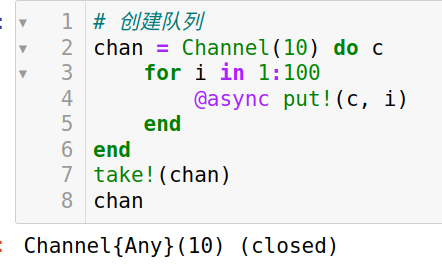 1 # 创建队列
2 chan = Channel(10) do c
3     for i in 1:100
4         @async put!(c, i)
5     end
6 end
7 take!(chan)
8 chan
Channel{Any}(10) (closed)